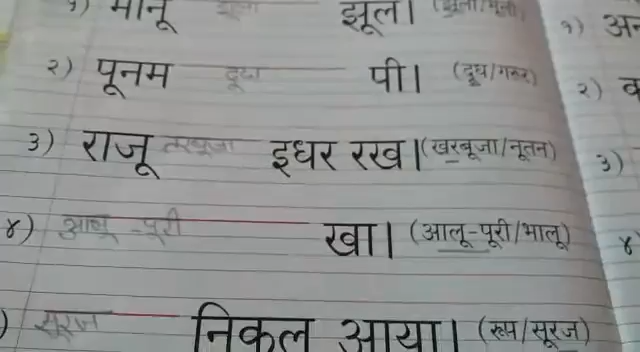 १) मानू झूला झूल। (झूला/भूला)
२) पूनम दूध पी। (दूध/गरूर)
३) राजू खरबूजा इधर रख। (खरबूजा/नूतन)
४) आलू-पूरी खा। (आलू-पूरी/भालू)
) सूरज निकल आया। (रूप/सूरज)
१) अन
२) व
३)
४